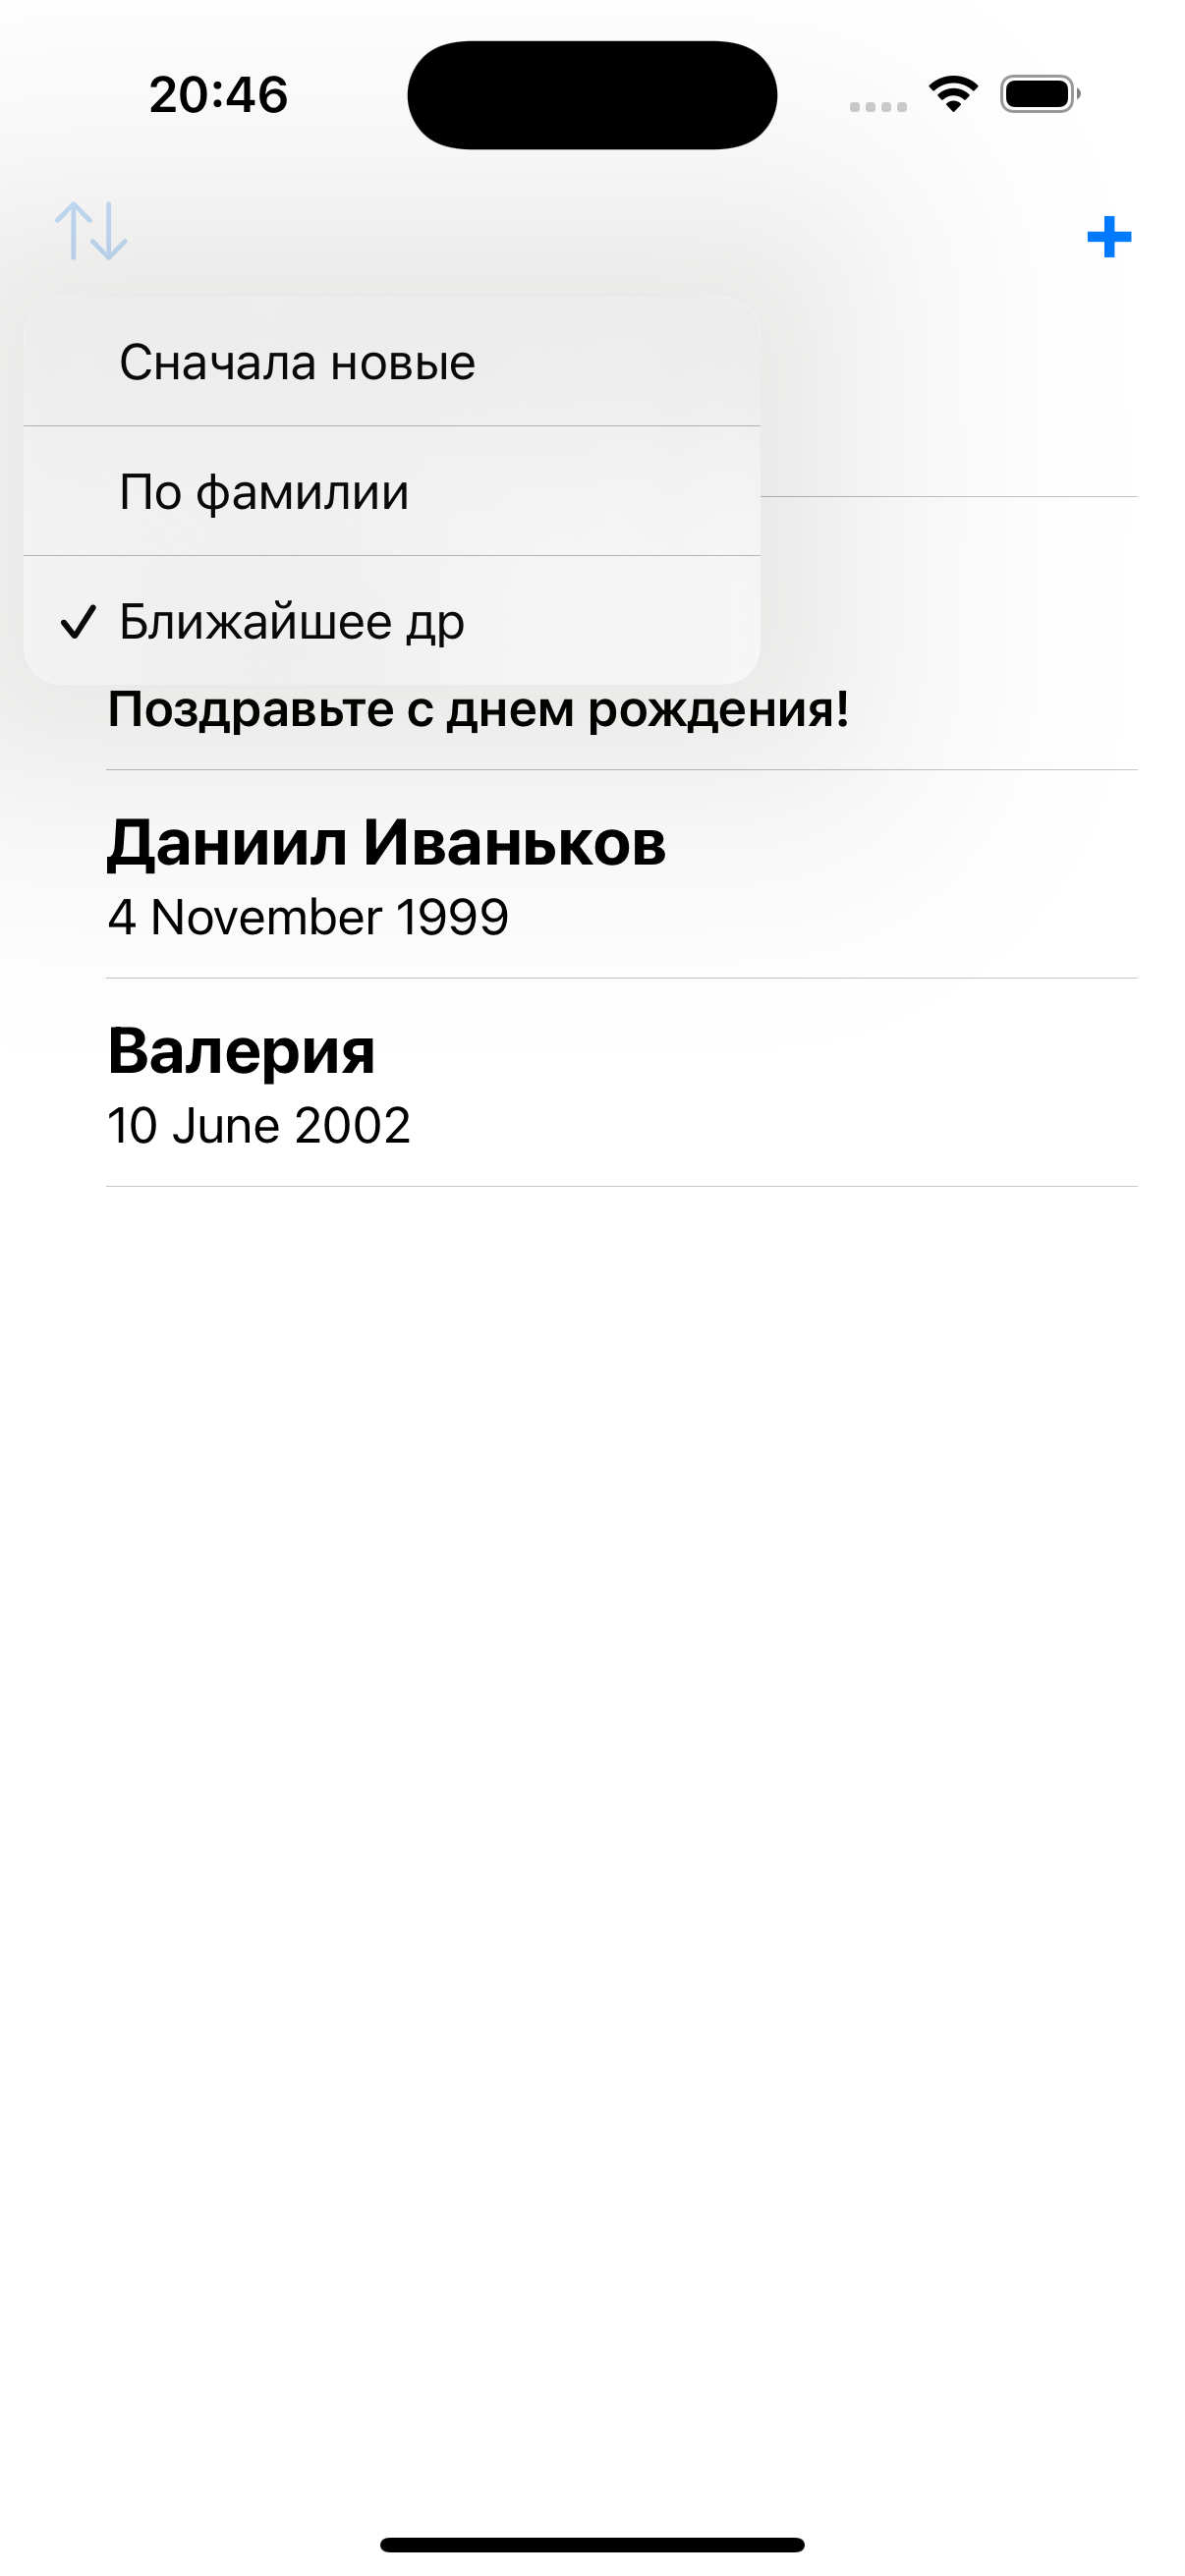 20:46
Сначала новые
По фамилии
Ближайшее др
Поздравьте с днем рождения!
Даниил Иваньков
4 November 1999
Валерия
10 June 2002